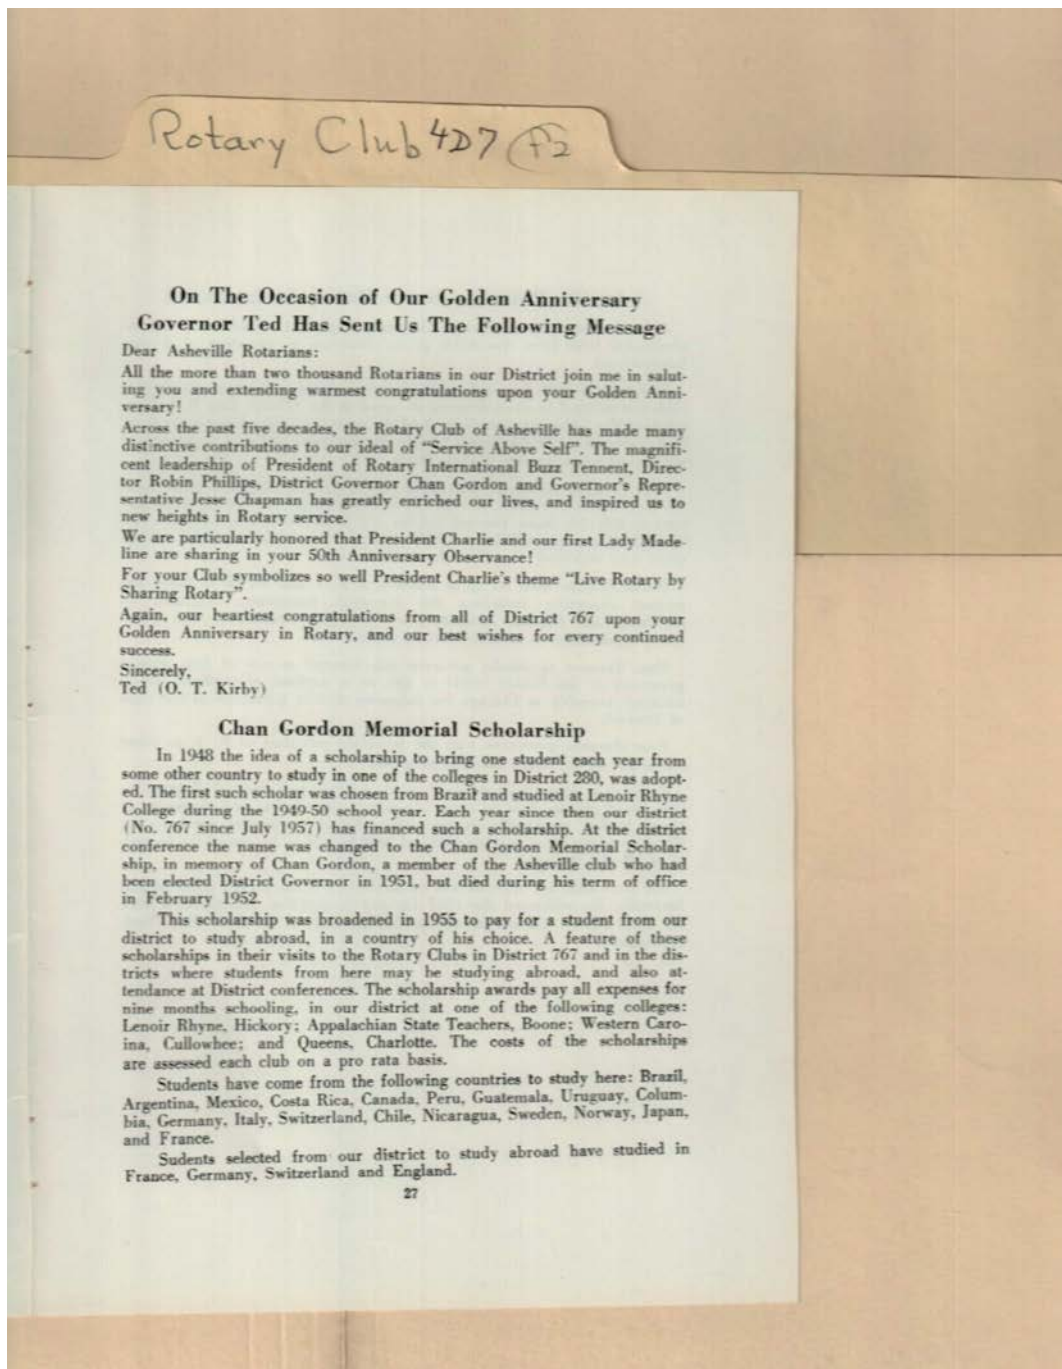 Rotary Club 4D7 F2
On The Occasion of Our Golden Anniversary
Governor Ted Has Sent Us The Following Message
Dear Asheville Rotarians:
All the more than two thousand Rotarians in our District join me in salut-
ing you and extending warmest congratulations upon your Golden Anni-
versary!
Across the past five decades, the Rotary Club of Asheville has made many
distinctive contributions to our ideal of "Service Above Self". The magnifi-
cent leadership of President of Rotary International Buzz Tennent, Direc-
tor Robin Phillips, District Governor Chan Gordon and Governor's Repre-
sentative Jesse Chapman has greatly enriched our lives, and inspired us to
new heights in Rotary service.
We are particularly honored that President Charlie and our first Lady Made-
line are sharing in your 50th Anniversary Observance!
For your Club symbolizes so well President Charlie's theme "Live Rotary by
Sharing Rotary".
Again, our heartiest congratulations from all of District 767 upon your
Golden Anniversary in Rotary, and our best wishes for every continued
success.
Sincerely,
Ted (O. T. Kirby)
Chan Gordon Memorial Scholarship
In 1948 the idea of a scholarship to bring one student each year from
some other country to study in one of the colleges in District 280, was adopt-
ed. The first such scholar was chosen from Brazil and studied at Lenoir Rhyne
College during the 1949-50 school year. Each year since then our district
(No. 767 since July 1957) has financed such a scholarship. At the district
conference the name was changed to the Chan Gordon Memorial Scholar-
ship, in memory of Chan Gordon, a member of the Asheville club who had
been elected District Governor in 1951, but died during his term of office
in February 1952.
This scholarship was broadened in 1955 to pay for a student from our
district to study abroad, in a country of his choice. A feature of these
scholarships in their visits to the Rotary Clubs in District 767 and in the dis-
tricts where students from here may be studying abroad, and also at-
tendance at District conferences. The scholarship awards pay all expenses for
nine months schooling, in our district at one of the following colleges:
Lenoir Rhyne, Hickory; Appalachian State Teachers, Boone; Western Caro-
ina, Cullowhee; and Queens, Charlotte. The costs of the scholarships
are assessed each club on a pro rata basis.
Students have come from the following countries to study here: Brazil,
Argentina, Mexico, Costa Rica, Canada, Peru, Guatemala, Uruguay, Colum-
bia, Germany, Italy, Switzerland, Chile, Nicaragua, Sweden, Norway, Japan,
and France.
Sudents selected from our district to study abroad have studied in
France, Germany, Switzerland and England.
27